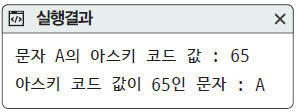 실행결과
문자 A의 아스키 코드 값 : 65
아스키 코드 값이 65인 문자 : A